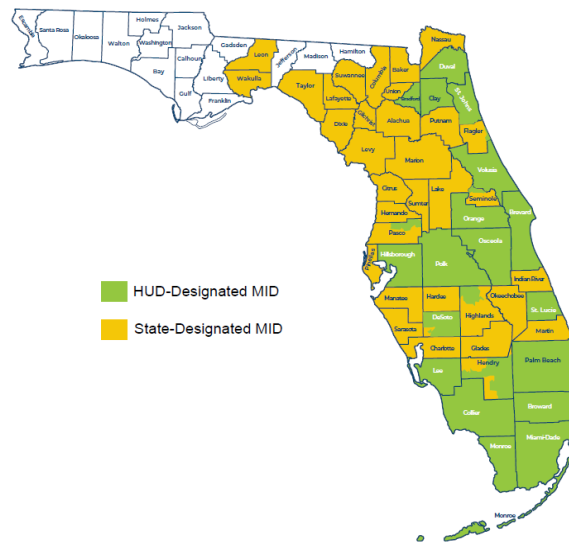 Holmes
Jackson
Escambia
Santa Rosa
Okaloosa
Walton
Washington
Gadsden
Calhoun
Leon
Jefferson
Madison
Hamilton
Nassau
Bay
Liberty
Wakulla
Taylor
Suwannee
Columbia
Baker
Duval
Gulf
Franklin
Lafayette
Union
Bradford
Clay
St. Johns
Dixie
Gilchrist
Alachua
Putnam
Flagler
Levy
Marion
Volusia
Citrus
Lake
Sumter
Seminole
Hernando
Orange
Brevard
Pasco
Pinellas
Hillsborough
Polk
Osceola
HUD-Designated MID
State-Designated MID
Indian River
Manatee
Hardee
Okeechobee
Highlands
St. Lucie
DeSoto
Sarasota
Martin
Charlotte
Glades
Hendry
Lee
Palm Beach
Collier
Broward
Monroe
Miami-Dade
Monroe